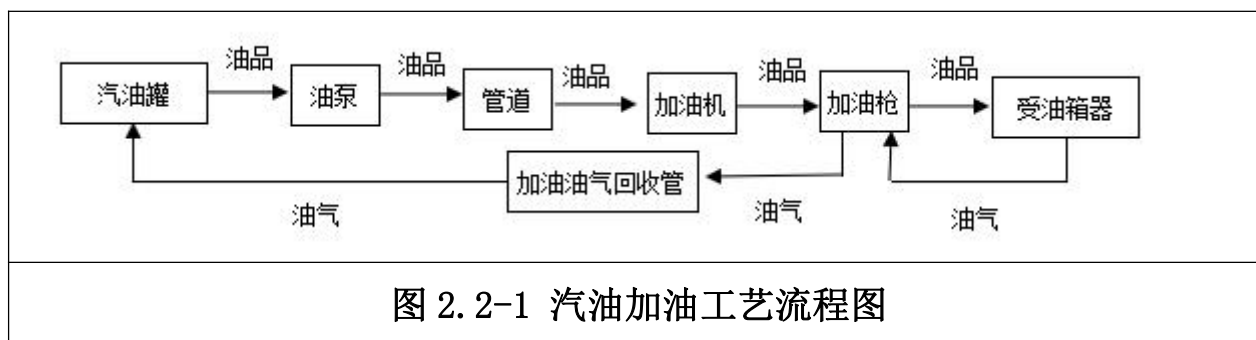 油品
油品
油品
油品
油品
汽油罐
油泵
管道
加油机
加油枪
受油箱器
加油油气回收管
油气
油气
油气
图 2.2-1 汽油加油工艺流程图